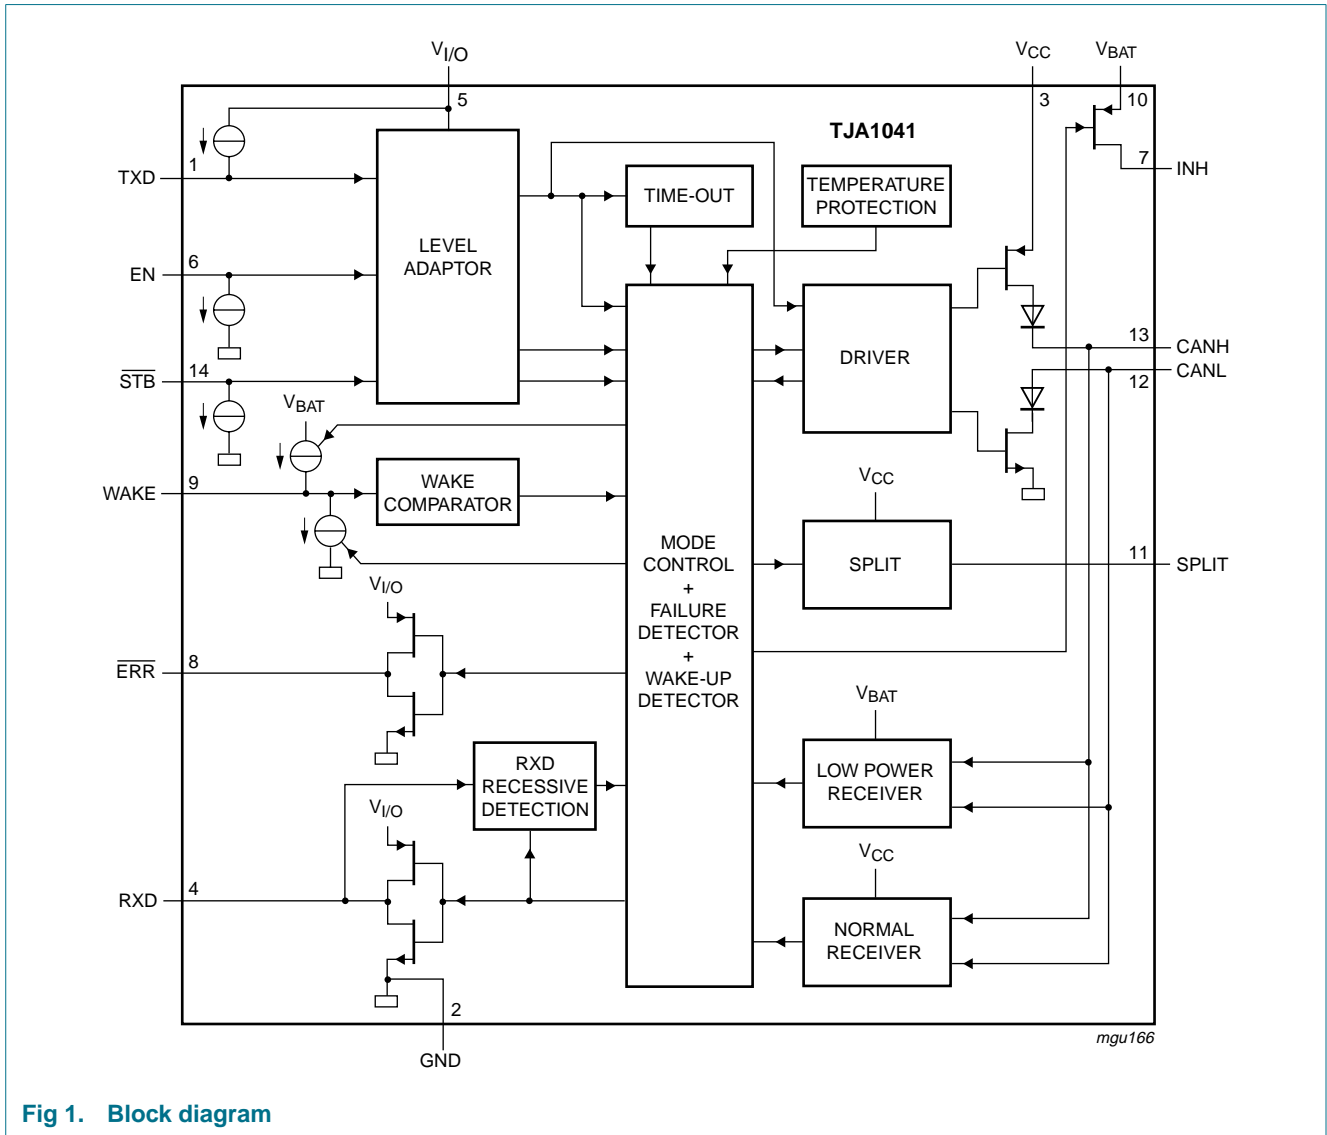 VI/O
VCC
VBAT
5
3
10
TJA1041
1
TXD
7
INH
TIME-OUT
TEMPERATURE
PROTECTION
LEVEL
ADAPTOR
6
EN
13
CANH
DRIVER
14
STB
CANL
12
VBAT
9
WAKE
WAKE
COMPARATOR
VCC
MODE
CONTROL
+
FAILURE
DETECTOR
+
WAKE-UP
DETECTOR
SPLIT
11
SPLIT
VI/O
8
ERR
VBAT
LOW POWER
RECEIVER
RXD
RECESSIVE
DETECTION
VI/O
VCC
4
RXD
NORMAL
RECEIVER
2
GND
mgu166
Fig 1. Block diagram